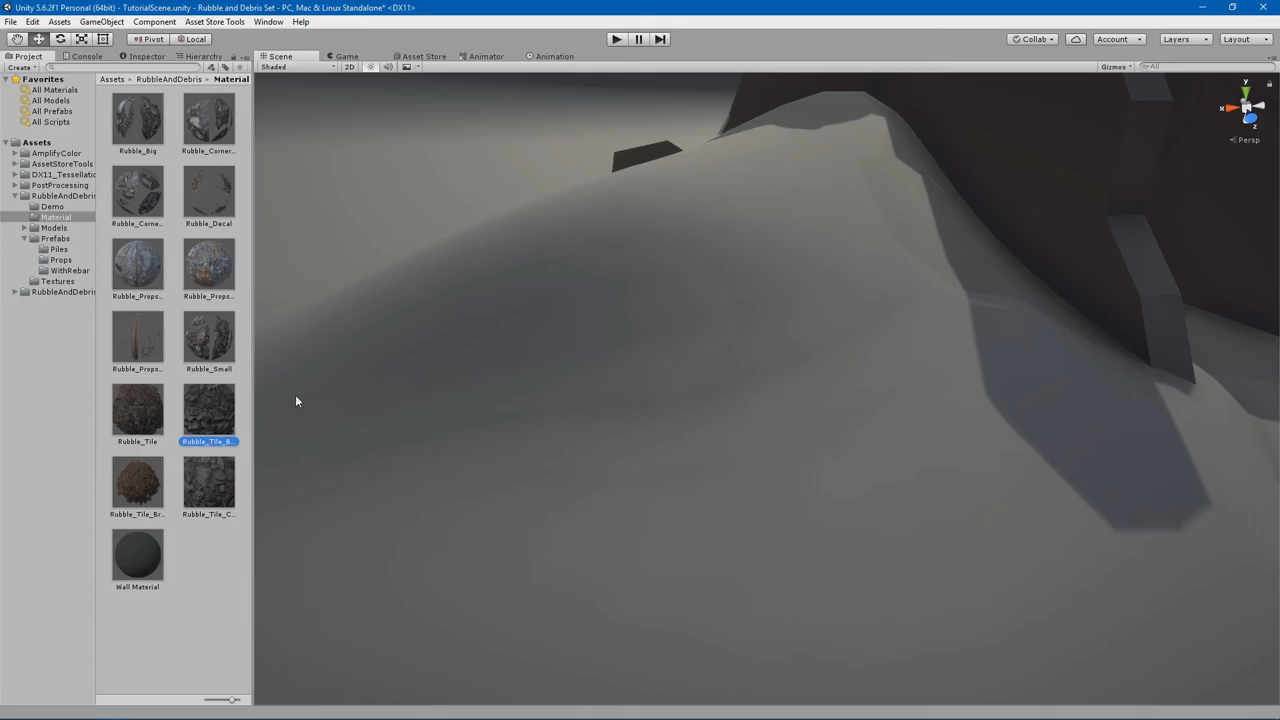 Unity 5.6.2f1 Personal (64bit) - TutorialScene.unity - Rubble and Debris Set - PC, Mac & Linux Standalone* <DX11>
File Edit Assets GameObject Component Asset Store Tools Window Help
Pivot Local Collab Account Layers Layout
Project Console Inspector Hierarchy Scene Game Asset Store Animator Animation
Create Shaded 2D Gizmos All
Favorites
All Materials
All Models
All Prefabs
All Scripts
Assets
AmplifyColor
AssetStoreTools
DX11_Tessellatio
PostProcessing
RubbleAndDebris
Demo
Material
Models
Prefabs
Piles
Props
WithRebar
Textures
RubbleAndDebris
Assets RubbleAndDebris Material
Rubble_Big Rubble_Corner...
Rubble_Corne... Rubble_Decal
Rubble_Props... Rubble_Props...
Rubble_Props... Rubble_Small
Rubble_Tile Rubble_Tile_B...
Rubble_Tile_Br... Rubble_Tile_C...
Wall Material
y
x
z
Persp